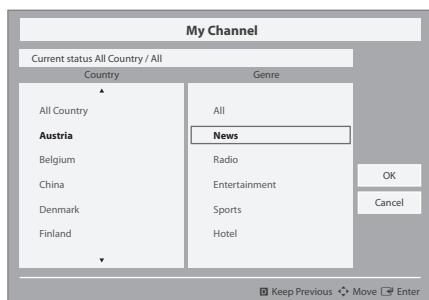 My Channel
Current status All Country / All
Country
Genre
All Country
Austria
Belgium
China
Denmark
Finland
All
News
Radio
Entertainment
Sports
Hotel
OK
Cancel
Keep Previous Move Enter